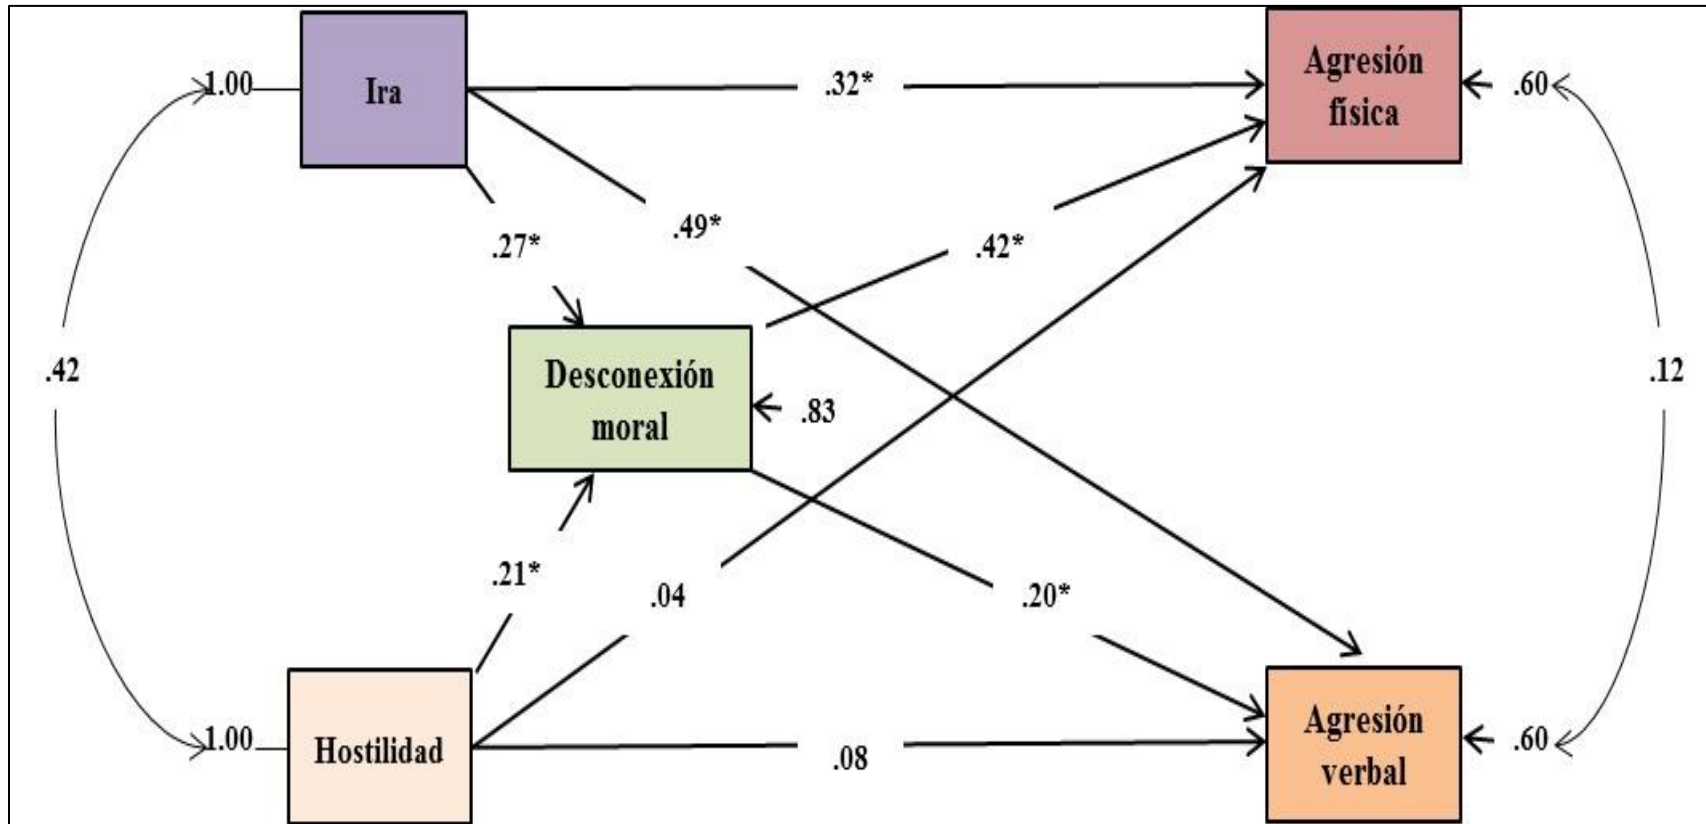 1.00
Ira
.32*
Agresión
física
.60
.27*
.49*
.42*
.42
Desconexión
moral
.83
.12
.21*
.04
.20*
1.00
Hostilidad
.08
Agresión
verbal
.60